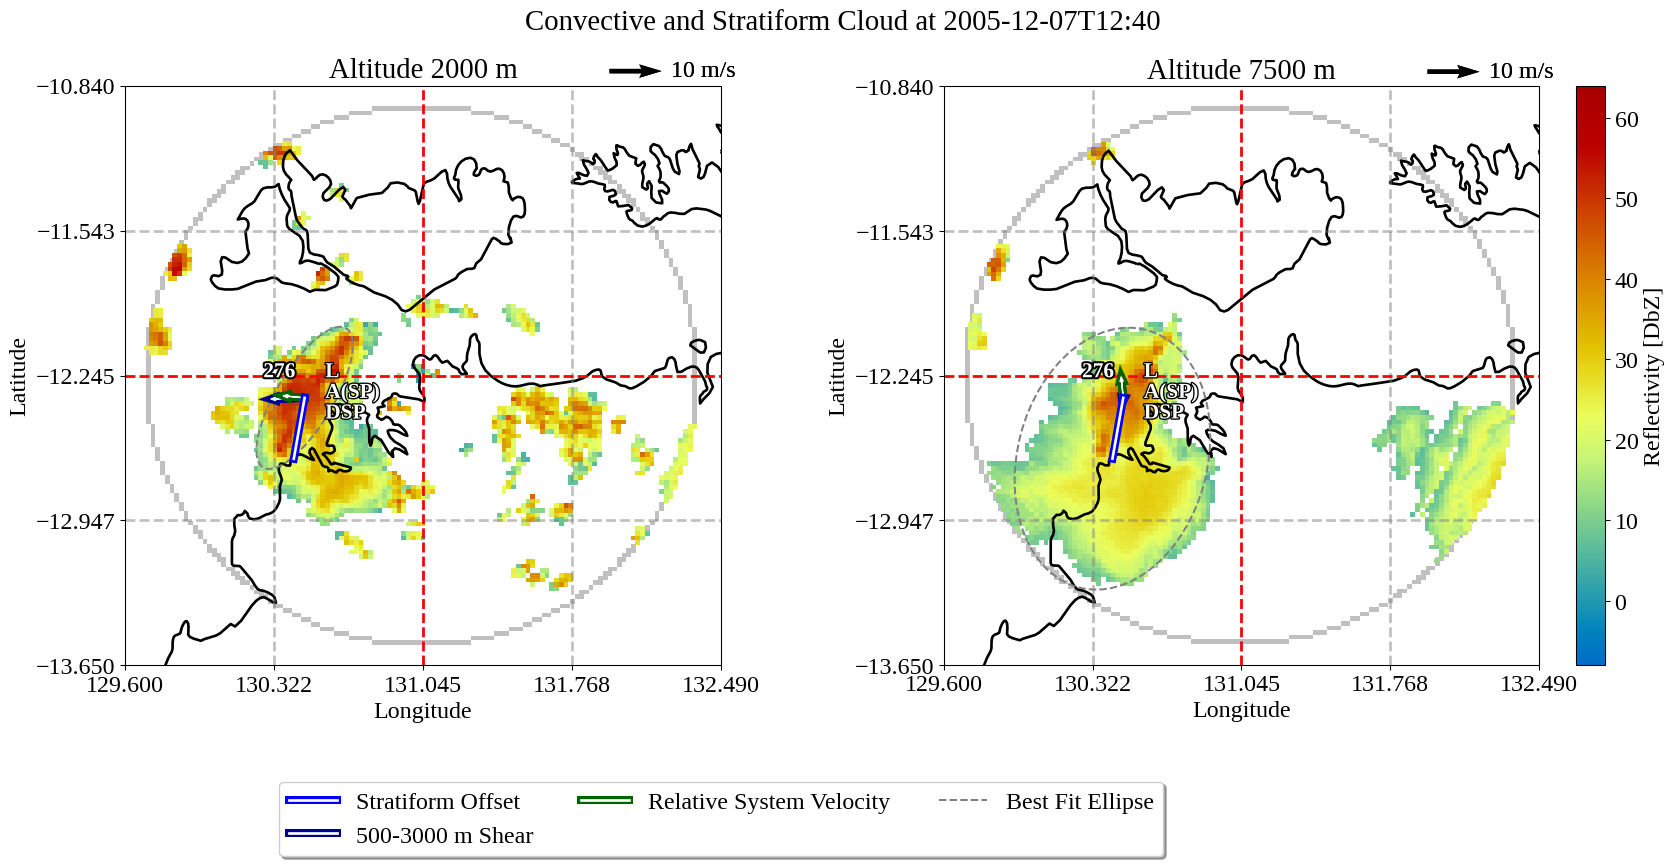 Convective and Stratiform Cloud at 2005-12-07T12:40
Altitude 2000 m
10 m/s
Altitude 7500 m
10 m/s
−10.840
−11.543
−12.245
−12.947
−13.650
129.600
130.322
131.045
131.768
132.490
Latitude
Longitude
276
L
A(SP)
DSP
−10.840
−11.543
−12.245
−12.947
−13.650
129.600
130.322
131.045
131.768
132.490
Latitude
Longitude
276
L
A(SP)
DSP
60
50
40
30
20
10
0
Reflectivity [DbZ]
Stratiform Offset
500-3000 m Shear
Relative System Velocity
Best Fit Ellipse